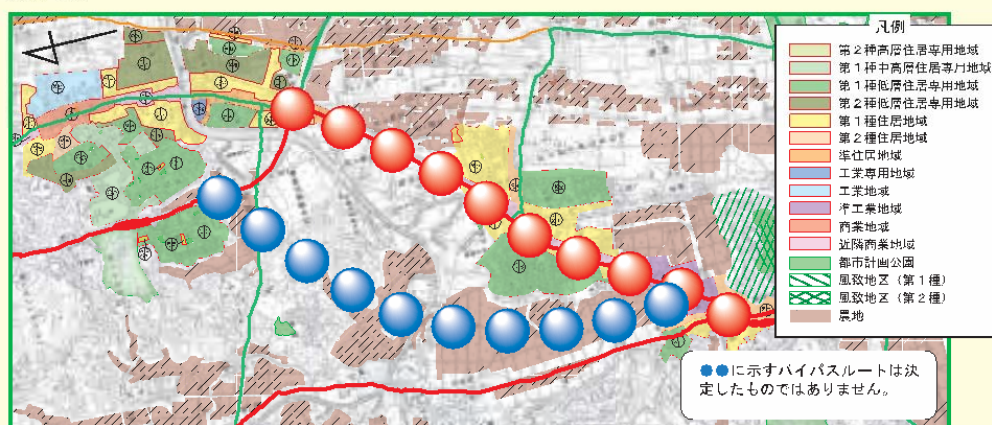 凡例
第2種高層住居専用地域
第1種中高層住居専用地域
第1種低層住居専用地域
第2種低層住居専用地域
第1種住居地域
第2種住居地域
準住居地域
工業専用地域
工業地域
準工業地域
商業地域
近隣商業地域
都市計画公園
風致地区(第1種)
風致地区(第2種)
農地
●●に示すバイパスルートは決
定したものではありません。